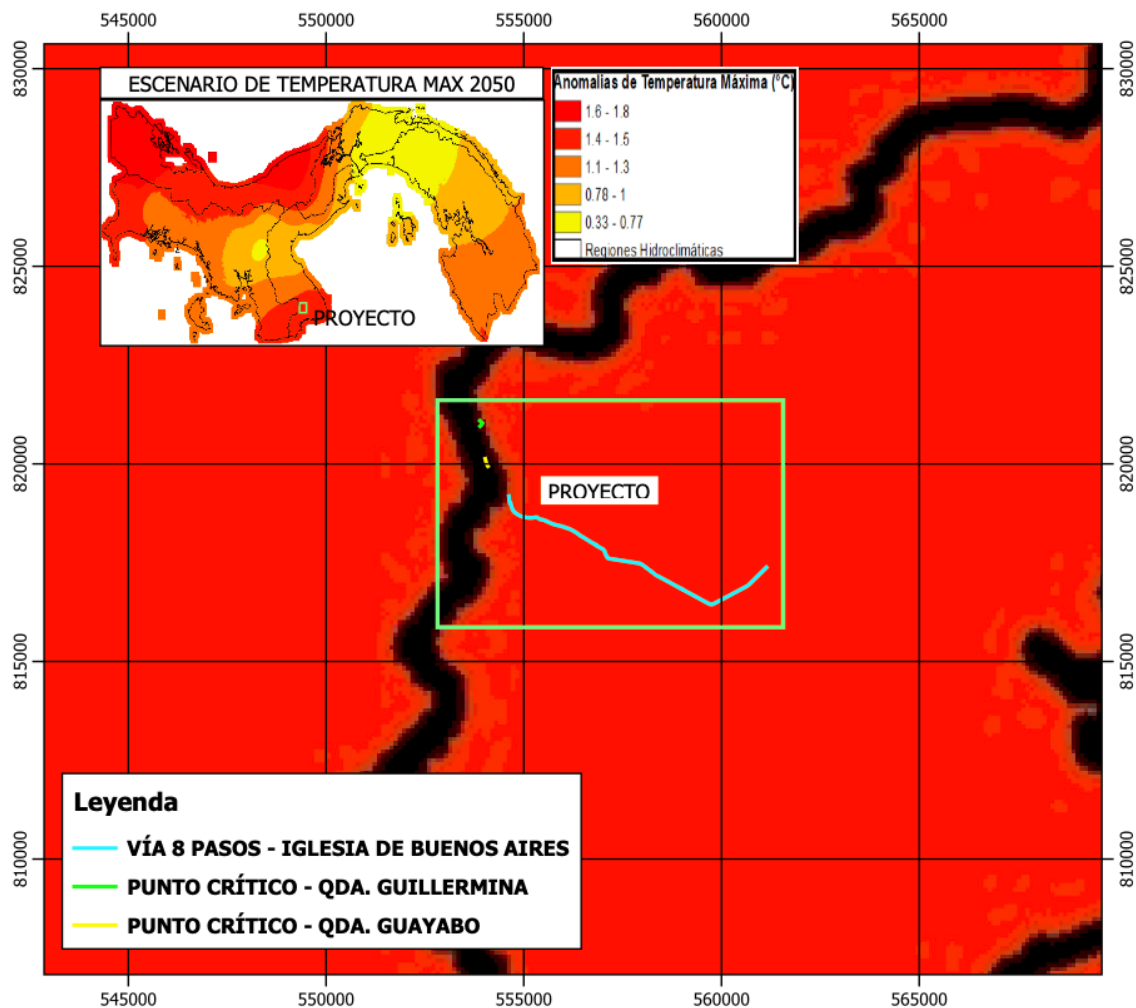 545000 550000 555000 560000 565000
830000 830000
ESCENARIO DE TEMPERATURA MAX 2050
PROYECTO
Anomalias de Temperatura Máxima (°C)
1.6 - 1.8
1.4 - 1.5
1.1 - 1.3
0.78 - 1
0.33 - 0.77
Regiones Hidroclimáticas
825000 825000
820000 820000
PROYECTO
815000 815000
810000 810000
Leyenda
VÍA 8 PASOS - IGLESIA DE BUENOS AIRES
PUNTO CRÍTICO - QDA. GUILLERMINA
PUNTO CRÍTICO - QDA. GUAYABO
545000 550000 555000 560000 565000